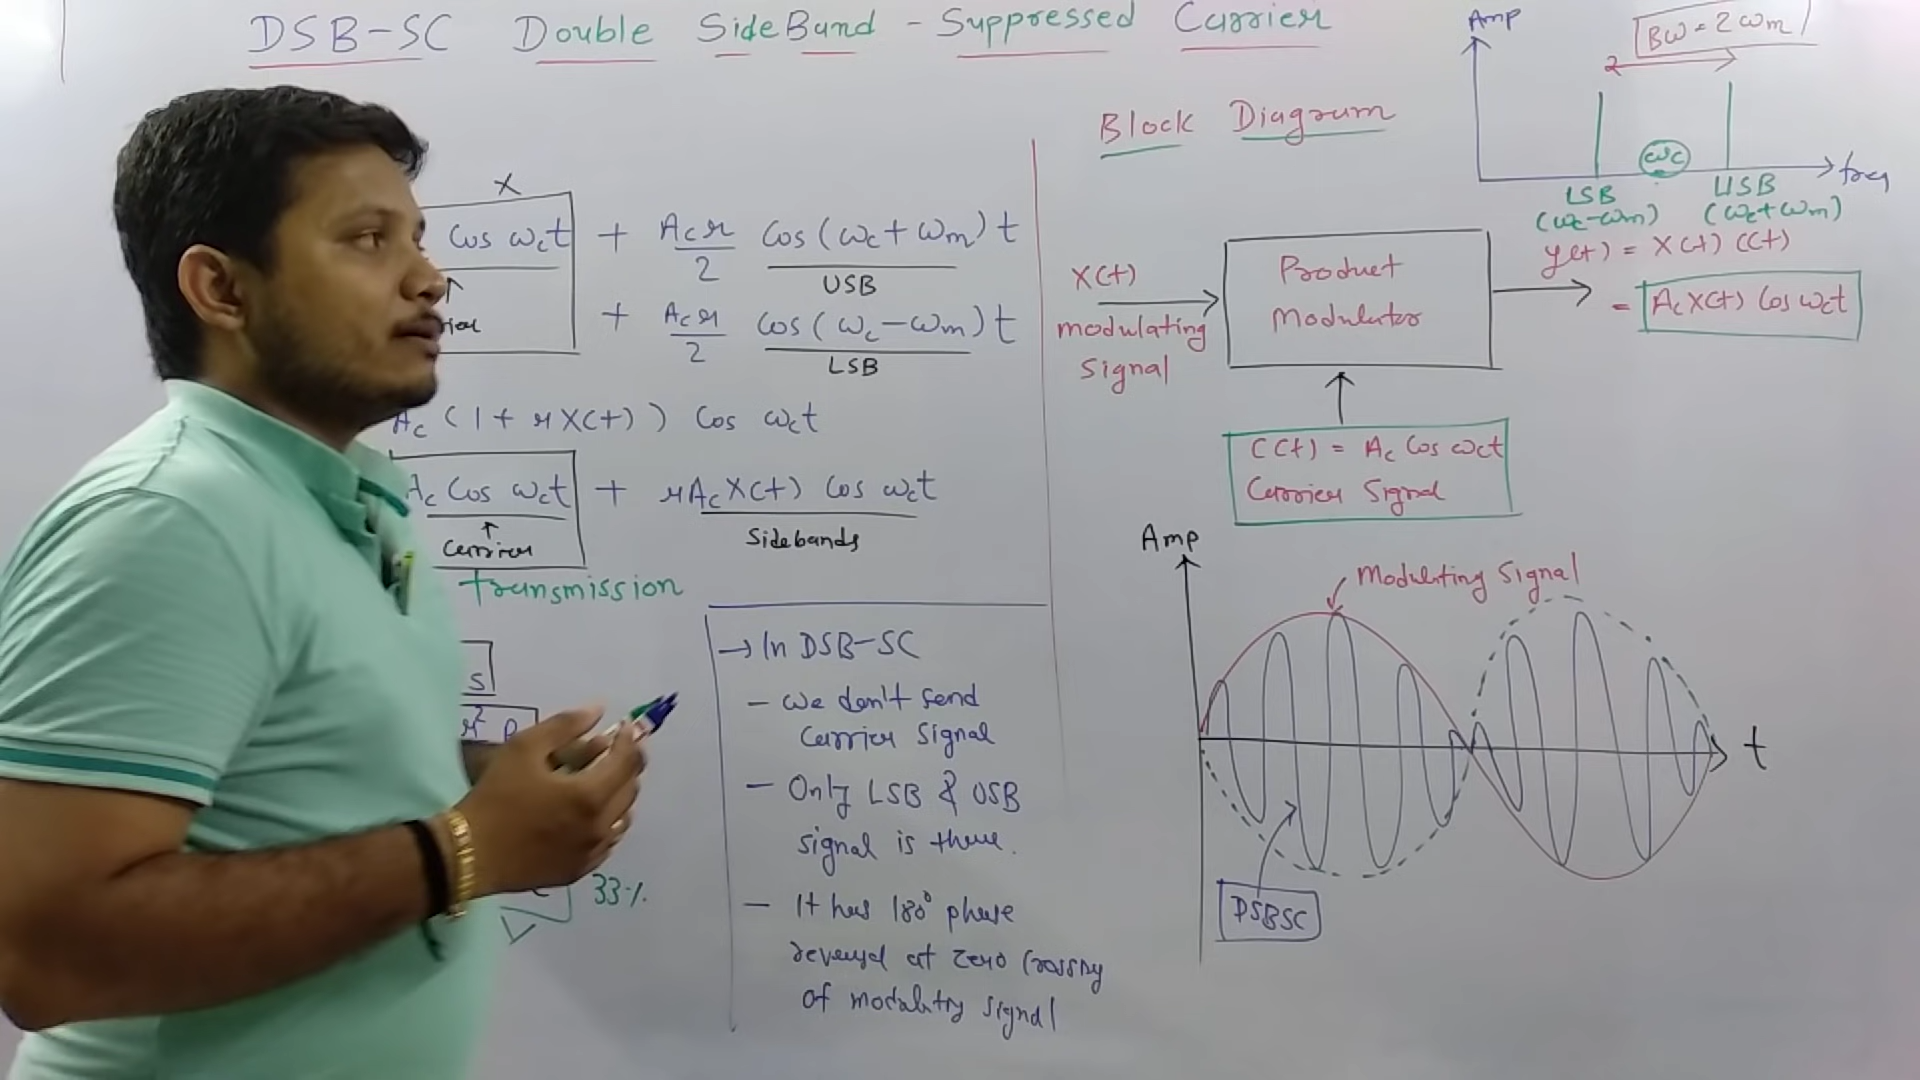 DSB-SC Double SideBand - Suppressed Carrier
X
Cos ωct + Acμ/2 Cos(ωc+ωm)t
USB
+ Acμ/2 Cos(ωc-ωm)t
LSB
Ac (1 + μX(t)) Cos ωct
Ac Cos ωct + μAcX(t) Cos ωct
Carrier
Sidebands
transmission
33%
→ In DSB-SC
- We don't send
Carrier Signal
- Only LSB & USB
signal is there.
- It has 180° phase
reversal at zero Crossing
of modulating signal
Block Diagram
X(t)
modulating
Signal
Product
Modulator
C(t) = Ac Cos ωct
Carrier Signal
y(t) = X(t) C(t)
= Ac X(t) Cos ωct
Amp
BW = 2ωm
ωc
freq
LSB
(ωc-ωm)
USB
(ωc+ωm)
Amp
Modulating Signal
t
DSBSC